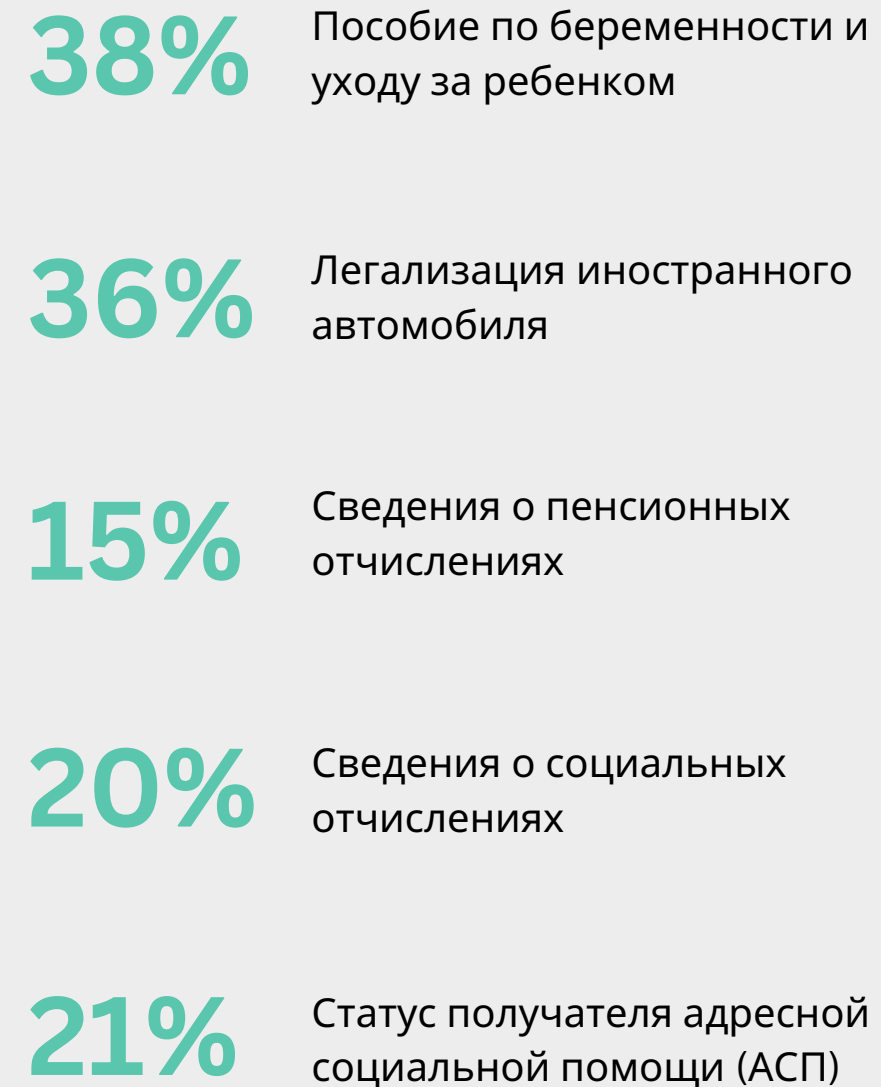 38%
Пособие по беременности и
уходу за ребенком
36%
Легализация иностранного
автомобиля
15%
Сведения о пенсионных
отчислениях
20%
Сведения о социальных
отчислениях
21%
Статус получателя адресной
социальной помощи (АСП)